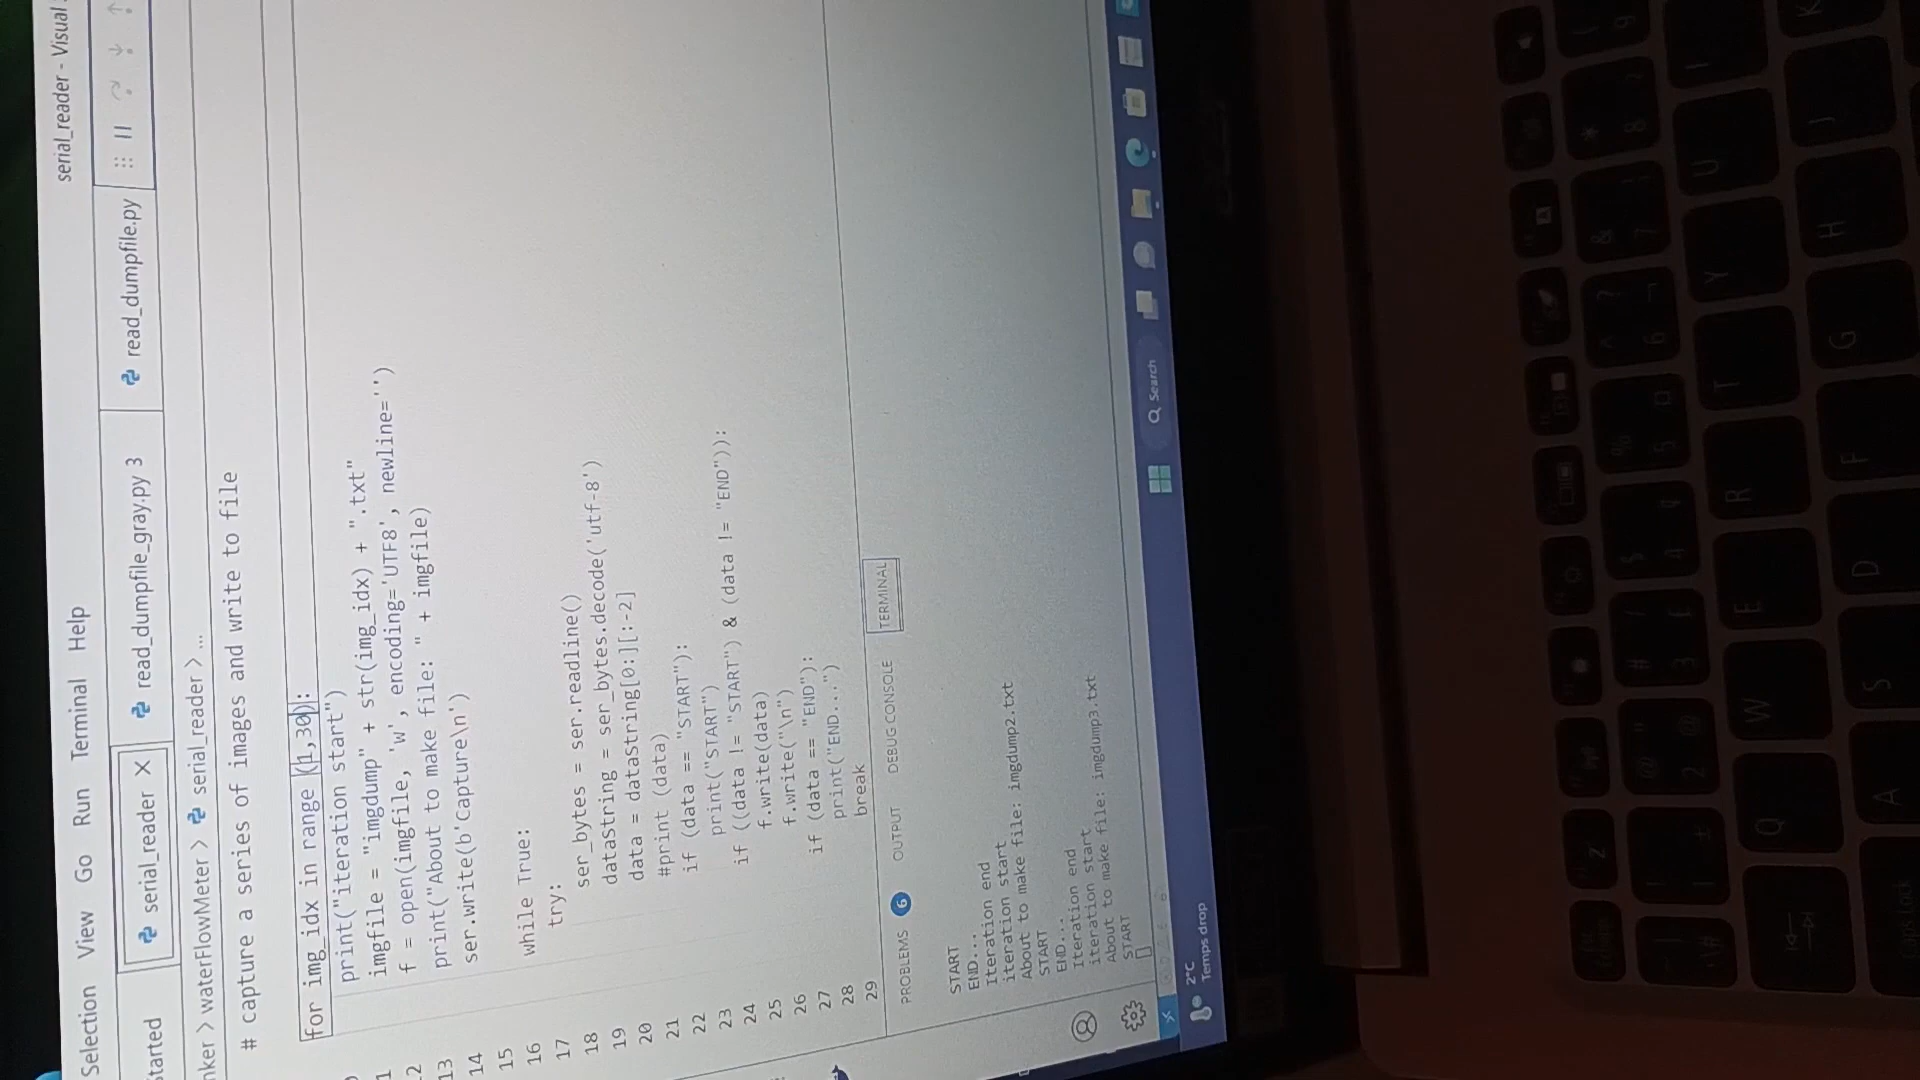 serial_reader - Visual
Selection View Go Run Terminal Help
Started serial_reader X read_dumpfile_gray.py 3 read_dumpfile.py
nker > waterFlowMeter > serial_reader > ...
# capture a series of images and write to file
for img_idx in range (1,30):
print("iteration start")
imgfile = "imgdump" + str(img_idx) + ".txt"
f = open(imgfile, 'w', encoding='UTF8', newline='')
print("About to make file: " + imgfile)
ser.write(b'Capture\n')
while True:
try:
ser_bytes = ser.readline()
dataString = ser_bytes.decode('utf-8')
data = dataString[0:][:-2]
#print (data)
if (data == "START"):
print("START")
if ((data != "START") & (data != "END")):
f.write(data)
f.write("\n")
if (data == "END"):
print("END...")
break
1
2
13
14
15
16
17
18
19
20
21
22
23
24
25
26
27
28
29
PROBLEMS 6 OUTPUT DEBUG CONSOLE TERMINAL
START
END...
Iteration end
iteration start
About to make file: imgdump2.txt
START
END...
Iteration end
iteration start
About to make file: imgdump3.txt
START
2°C
Temps drop
Search
Q W E R T Y U I
A S D F G H J K